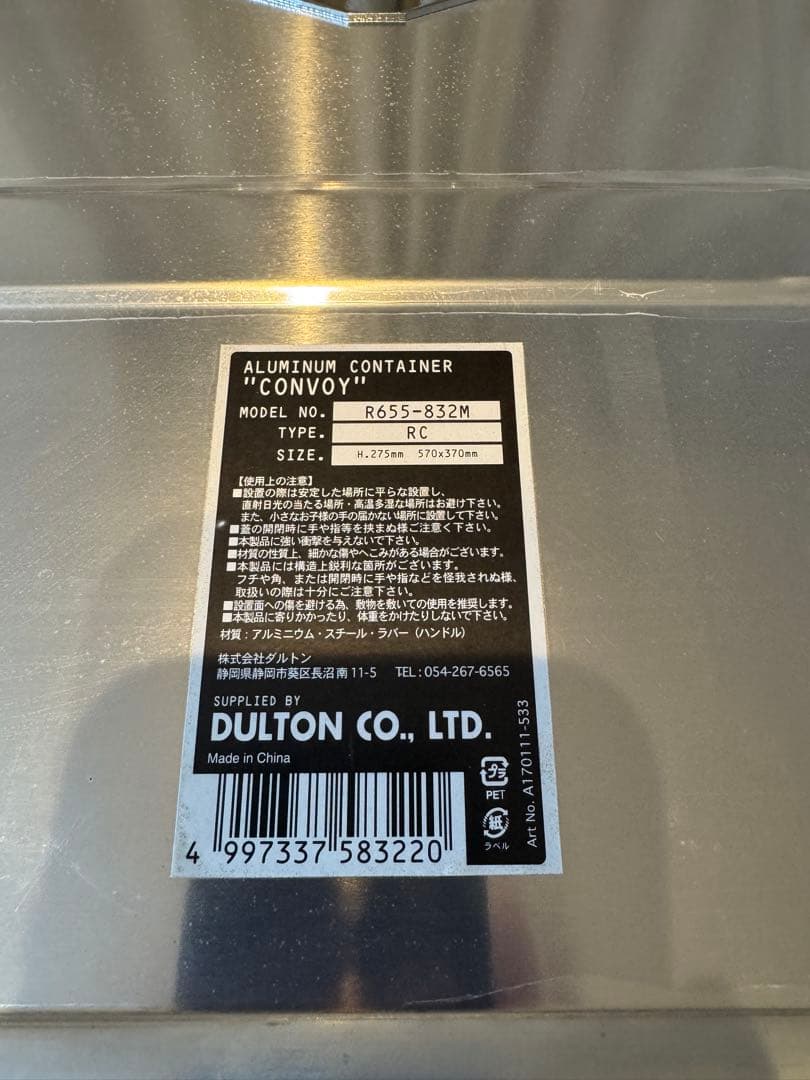 ALUMINUM CONTAINER
"CONVOY"
MODEL NO. R655-832M
TYPE. RC
SIZE. H.275mm 570x370mm
【使用上の注意】
■設置の際は安定した場所に平らな設置し、
直射日光の当たる場所・高温多湿な場所はお避け下さい。
また、小さなお子様の手の届かない場所に設置して下さい。
■蓋の開閉時に手や指等を挟まぬ様ご注意く下さい。
■本製品に強い衝撃を与えないで下さい。
■材質の性質上、細かな傷やへこみがある場合がございます。
■本製品には構造上鋭利な箇所がございます。
フチや角、または開閉時に手や指などを怪我されぬ様、
取扱いの際は十分にご注意下さい。
■設置面への傷を避ける為、敷物を敷いての使用を推奨します。
■本製品に寄りかかったり、体重をかけたりしないで下さい。
材質：アルミニウム・スチール・ラバー（ハンドル）
株式会社ダルトン
静岡県静岡市葵区長沼南11-5 TEL：054-267-6565
SUPPLIED BY
DULTON CO., LTD.
Made in China
プラ
PET
紙
ラベル
Art No. A170111-533
4 997337 583220